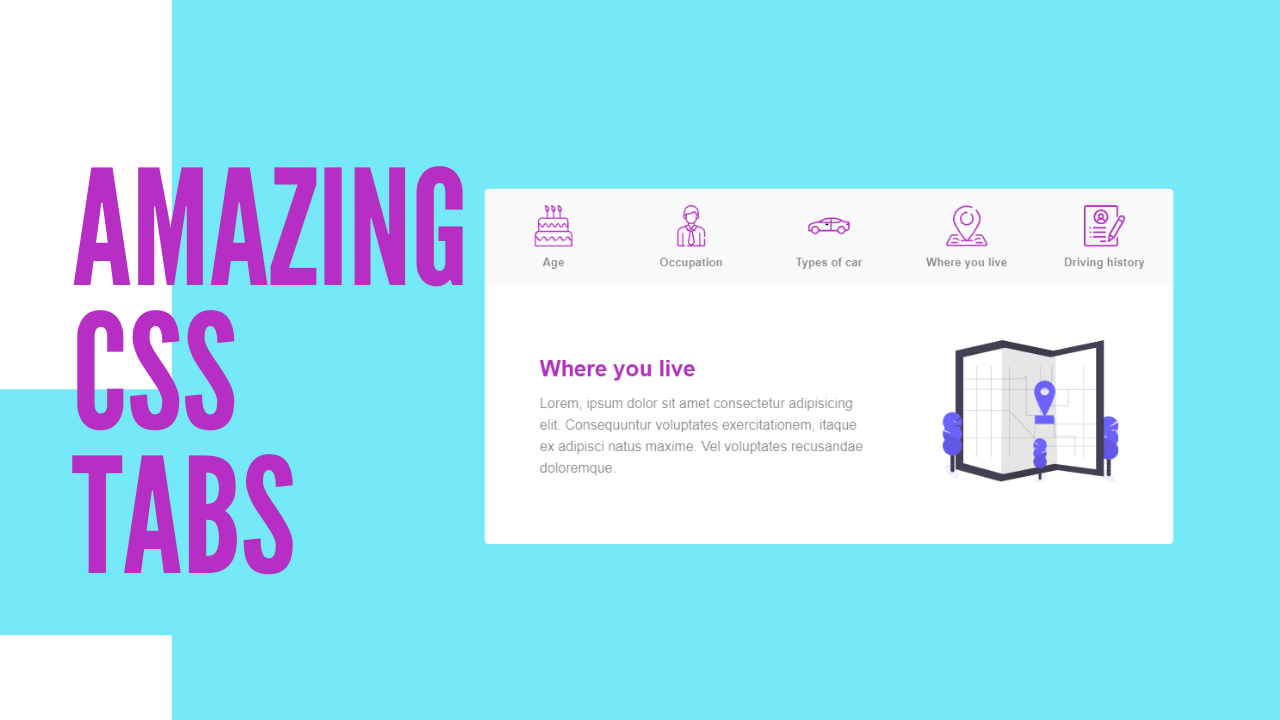 AMAZING
CSS
TABS
Age
Occupation
Types of car
Where you live
Driving history
Where you live
Lorem, ipsum dolor sit amet consectetur adipisicing
elit. Consequuntur voluptates exercitationem, itaque
ex adipisci natus maxime. Vel voluptates recusandae
doloremque.